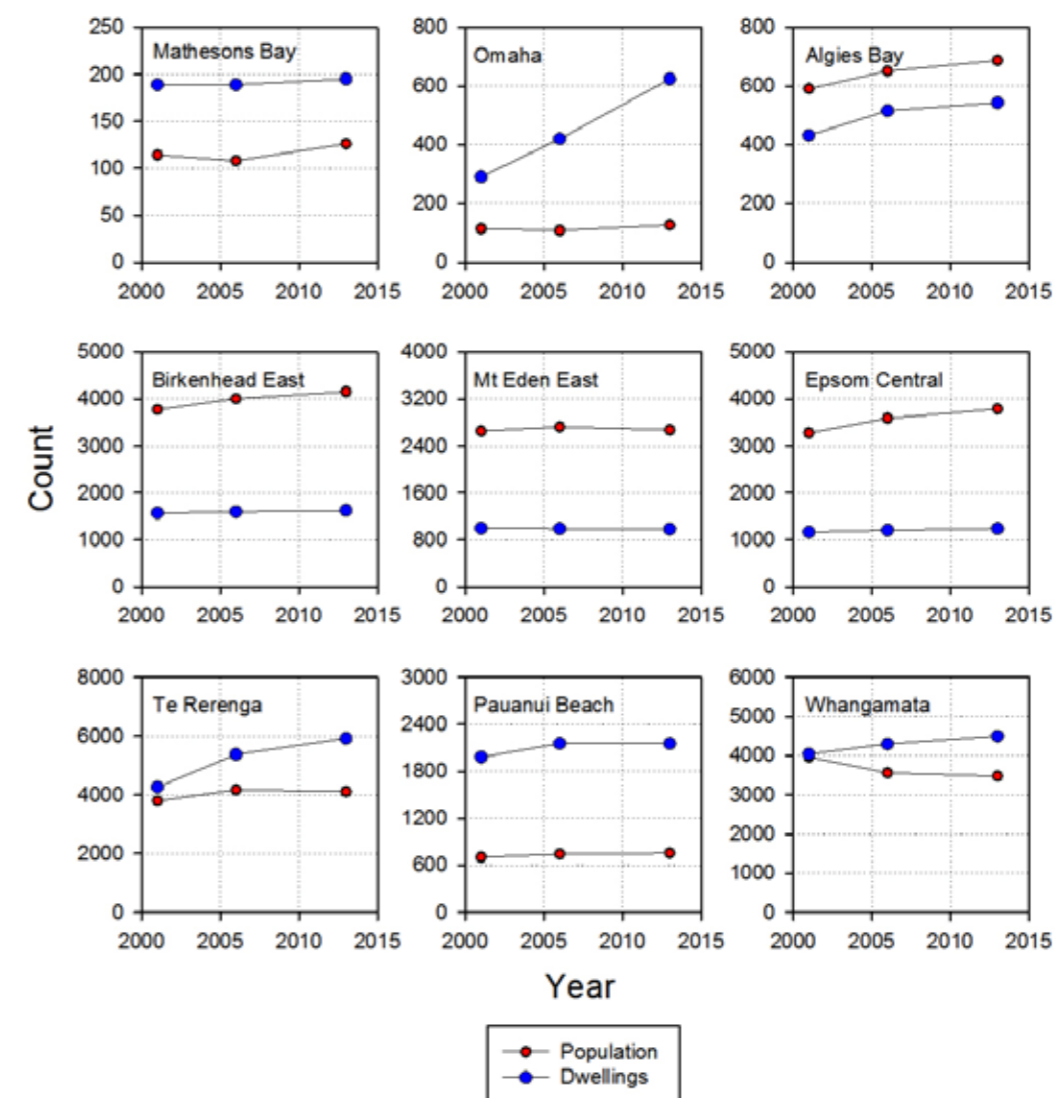 Mathesons Bay
250
200
150
100
50
0
2000 2005 2010 2015
Omaha
800
600
400
200
0
2000 2005 2010 2015
Algies Bay
800
600
400
200
0
2000 2005 2010 2015
Birkenhead East
5000
4000
3000
2000
1000
0
2000 2005 2010 2015
Mt Eden East
4000
3200
2400
1600
800
0
2000 2005 2010 2015
Epsom Central
5000
4000
3000
2000
1000
0
2000 2005 2010 2015
Te Rerenga
8000
6000
4000
2000
0
2000 2005 2010 2015
Pauanui Beach
3000
2400
1800
1200
600
0
2000 2005 2010 2015
Whangamata
6000
5000
4000
3000
2000
1000
0
2000 2005 2010 2015
Count
Year
Population
Dwellings